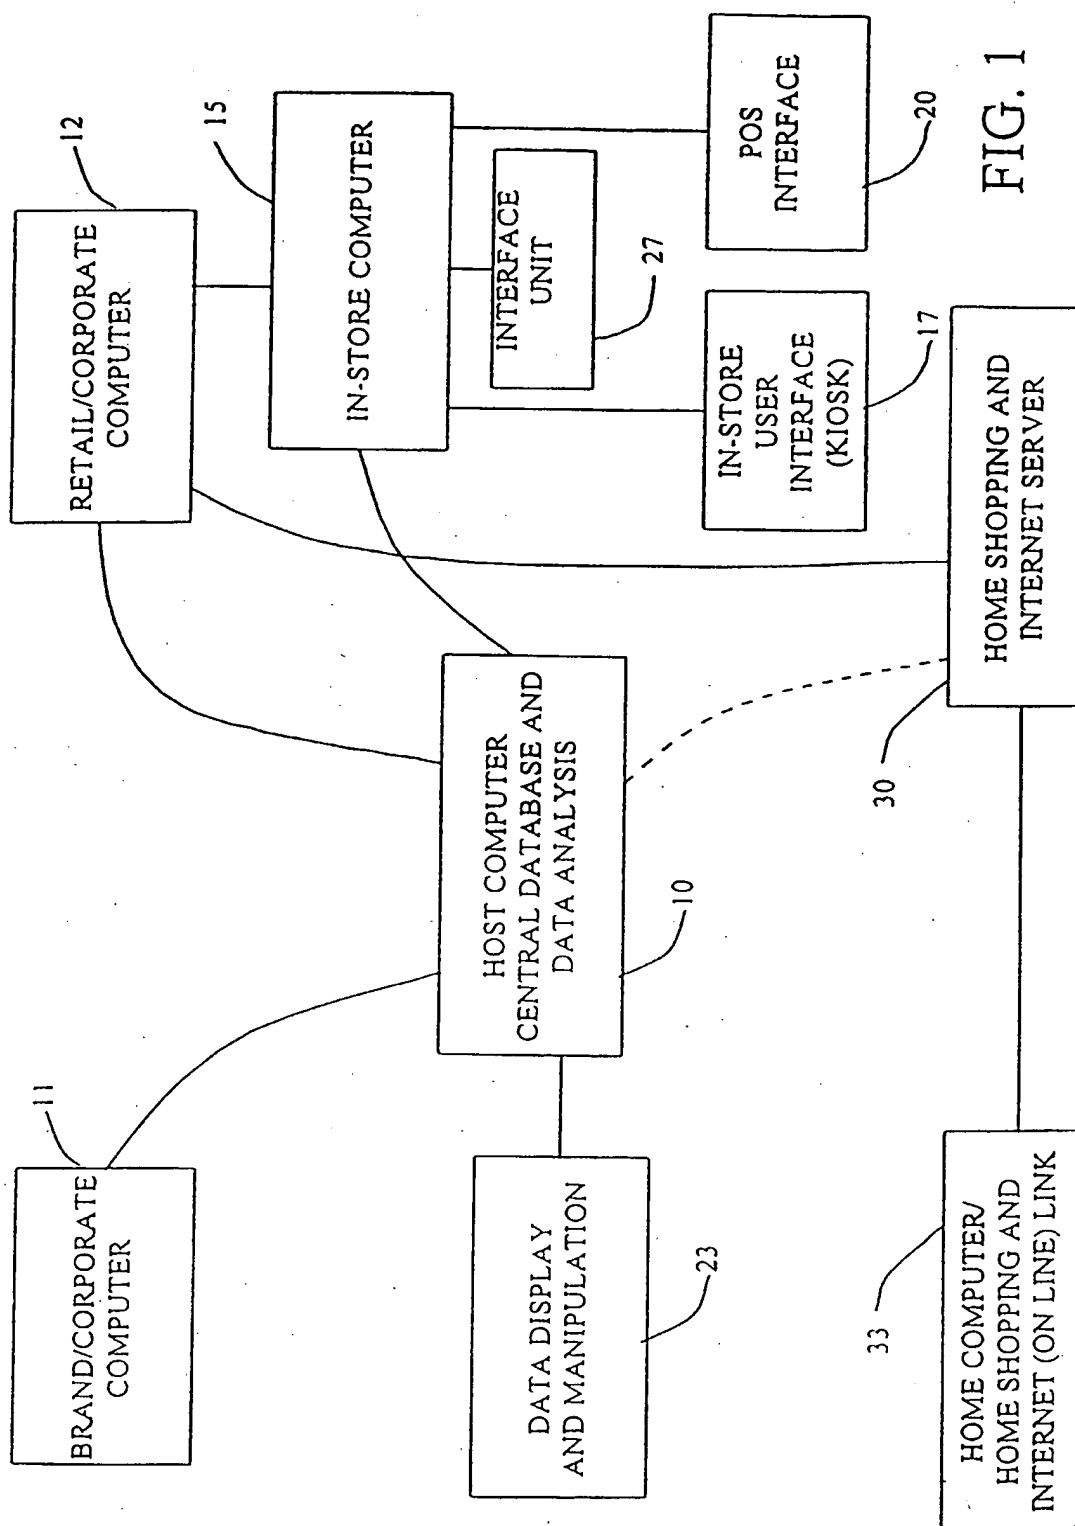 BRAND/CORPORATE
COMPUTER
11
RETAIL/CORPORATE
COMPUTER
12
IN-STORE COMPUTER
15
HOST COMPUTER
CENTRAL DATABASE AND
DATA ANALYSIS
10
DATA DISPLAY
AND MANIPULATION
23
INTERFACE
UNIT
27
IN-STORE
USER
INTERFACE
(KIOSK)
17
POS
INTERFACE
20
HOME COMPUTER/
HOME SHOPPING AND
INTERNET (ON LINE) LINK
33
HOME SHOPPING AND
INTERNET SERVER
30
FIG. 1